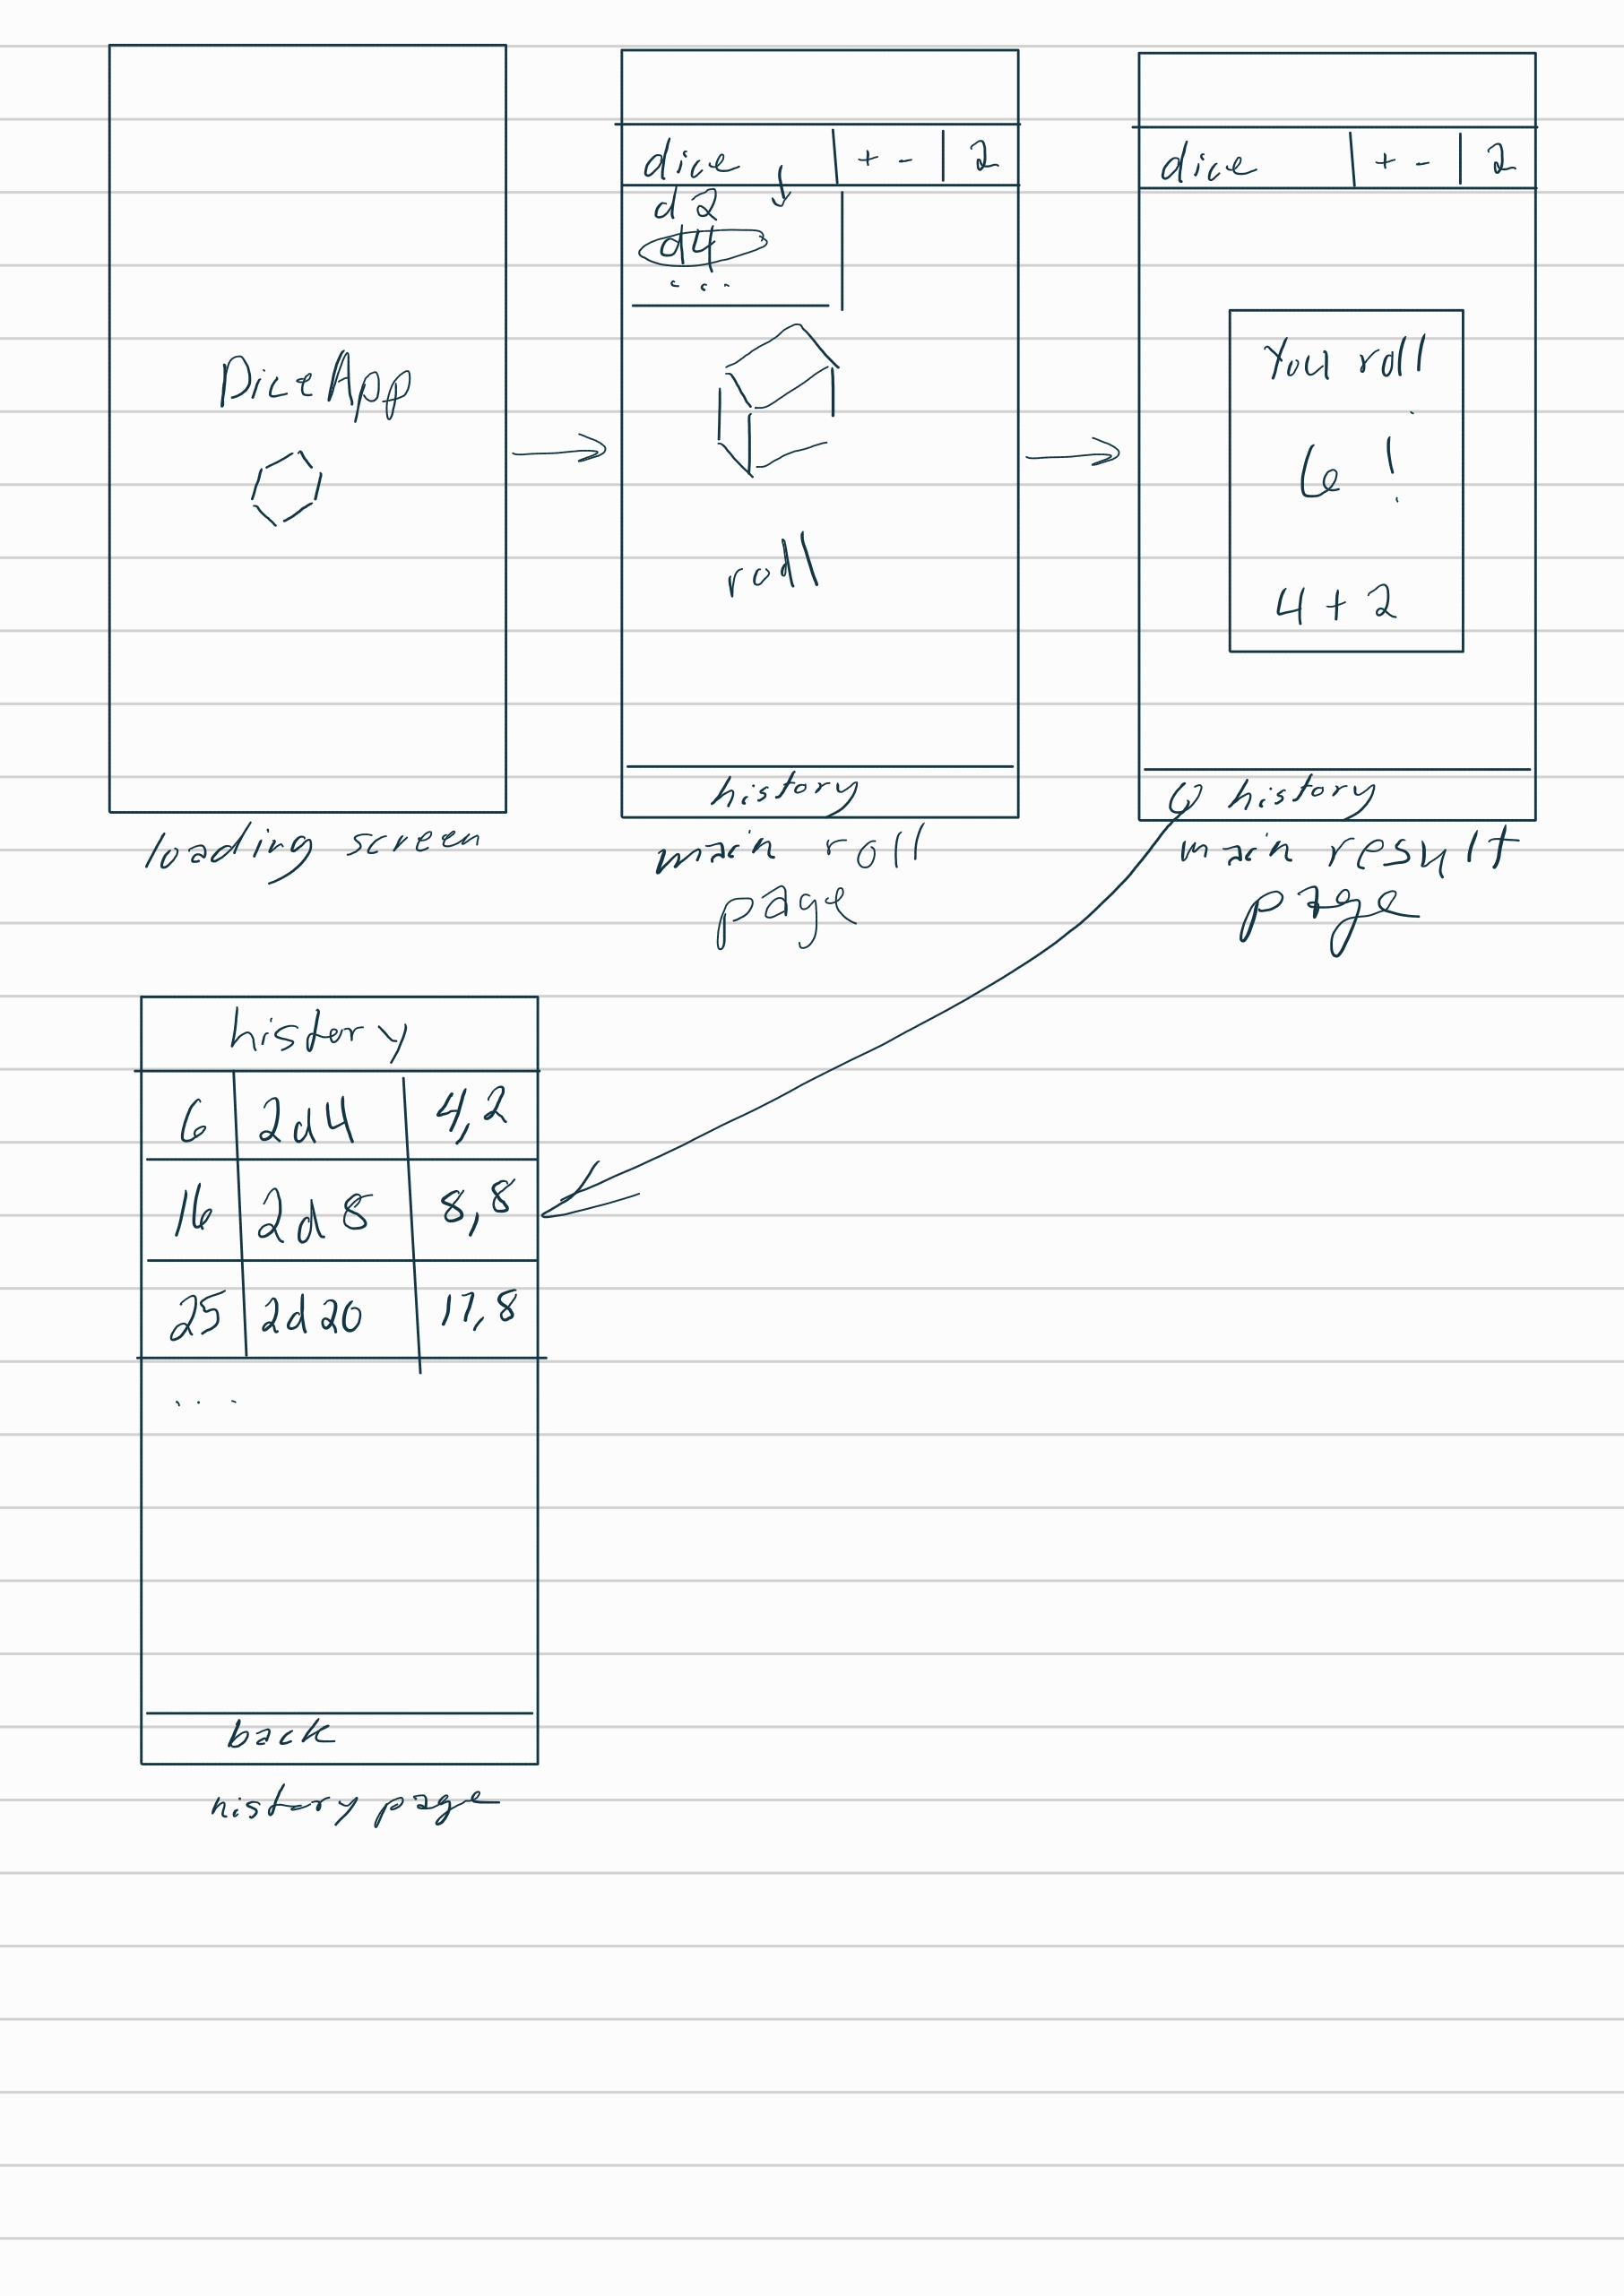 Dice App
loading screen
dice + - 2
d2
d4
...
roll
history
main roll
page
dice + - 2
You roll
6 !
4 + 2
history
main result
page
history
6 2d4 4,2
16 2d8 8,8
25 2d20 17,8
...
back
history page